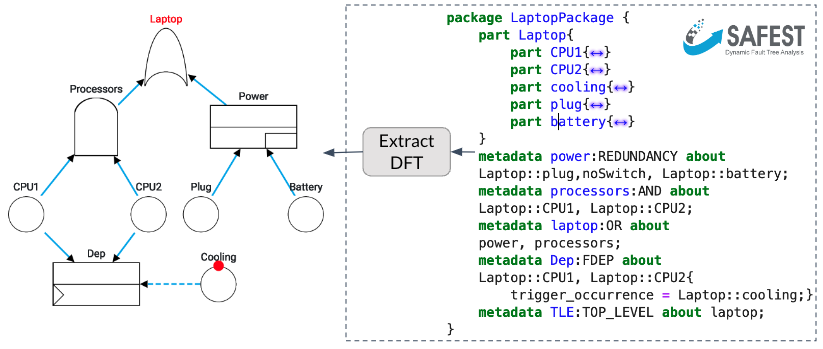 Laptop
Processors
Power
CPU1
CPU2
Plug
Battery
Dep
Cooling
Extract
DFT
package LaptopPackage {
part Laptop{
part CPU1{↔}
part CPU2{↔}
part cooling{↔}
part plug{↔}
part battery{↔}
}
metadata power:REDUNDANCY about
Laptop::plug,noSwitch, Laptop::battery;
metadata processors:AND about
Laptop::CPU1, Laptop::CPU2;
metadata laptop:OR about
power, processors;
metadata Dep:FDEP about
Laptop::CPU1, Laptop::CPU2{
trigger_occurrence = Laptop::cooling;}
metadata TLE:TOP_LEVEL about laptop;
}
SAFEST
Dynamic Fault Tree Analysis